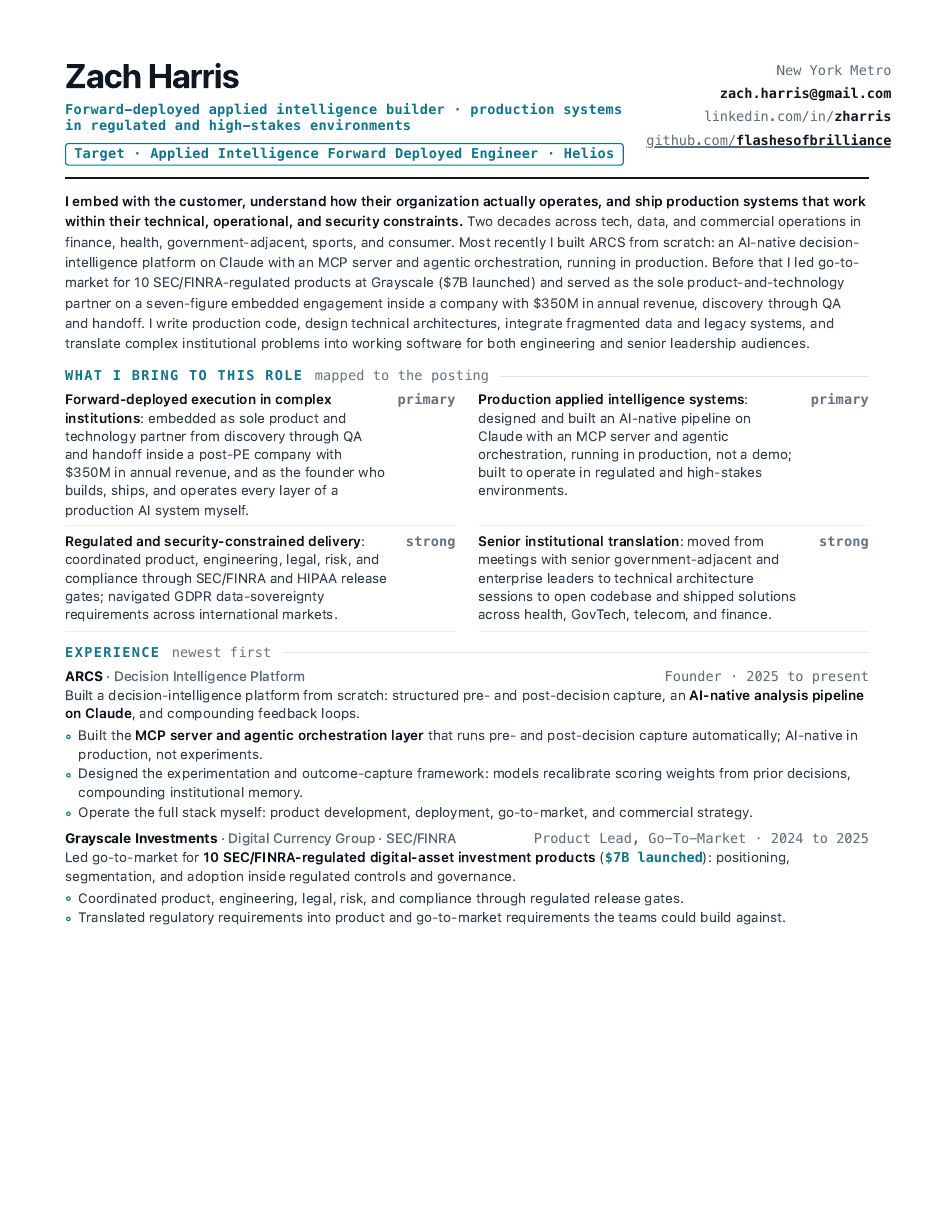 Zach Harris
Forward-deployed applied intelligence builder · production systems
in regulated and high-stakes environments
Target · Applied Intelligence Forward Deployed Engineer · Helios
New York Metro
zach.harris@gmail.com
linkedin.com/in/zharris
github.com/flashesofbrilliance
I embed with the customer, understand how their organization actually operates, and ship production systems that work
within their technical, operational, and security constraints. Two decades across tech, data, and commercial operations in
finance, health, government-adjacent, sports, and consumer. Most recently I built ARCS from scratch: an AI-native decision-
intelligence platform on Claude with an MCP server and agentic orchestration, running in production. Before that I led go-to-
market for 10 SEC/FINRA-regulated products at Grayscale ($7B launched) and served as the sole product-and-technology
partner on a seven-figure embedded engagement inside a company with $350M in annual revenue, discovery through QA
and handoff. I write production code, design technical architectures, integrate fragmented data and legacy systems, and
translate complex institutional problems into working software for both engineering and senior leadership audiences.
WHAT I BRING TO THIS ROLE mapped to the posting
Forward-deployed execution in complex primary
institutions: embedded as sole product and
technology partner from discovery through QA
and handoff inside a post-PE company with
$350M in annual revenue, and as the founder who
builds, ships, and operates every layer of a
production AI system myself.
Production applied intelligence systems: primary
designed and built an AI-native pipeline on
Claude with an MCP server and agentic
orchestration, running in production, not a demo;
built to operate in regulated and high-stakes
environments.
Regulated and security-constrained delivery: strong
coordinated product, engineering, legal, risk, and
compliance through SEC/FINRA and HIPAA release
gates; navigated GDPR data-sovereignty
requirements across international markets.
Senior institutional translation: moved from strong
meetings with senior government-adjacent and
enterprise leaders to technical architecture
sessions to open codebase and shipped solutions
across health, GovTech, telecom, and finance.
EXPERIENCE newest first
ARCS · Decision Intelligence Platform Founder · 2025 to present
Built a decision-intelligence platform from scratch: structured pre- and post-decision capture, an AI-native analysis pipeline
on Claude, and compounding feedback loops.
Built the MCP server and agentic orchestration layer that runs pre- and post-decision capture automatically; AI-native in
production, not experiments.
Designed the experimentation and outcome-capture framework: models recalibrate scoring weights from prior decisions,
compounding institutional memory.
Operate the full stack myself: product development, deployment, go-to-market, and commercial strategy.
Grayscale Investments · Digital Currency Group · SEC/FINRA Product Lead, Go-To-Market · 2024 to 2025
Led go-to-market for 10 SEC/FINRA-regulated digital-asset investment products ($7B launched): positioning,
segmentation, and adoption inside regulated controls and governance.
Coordinated product, engineering, legal, risk, and compliance through regulated release gates.
Translated regulatory requirements into product and go-to-market requirements the teams could build against.